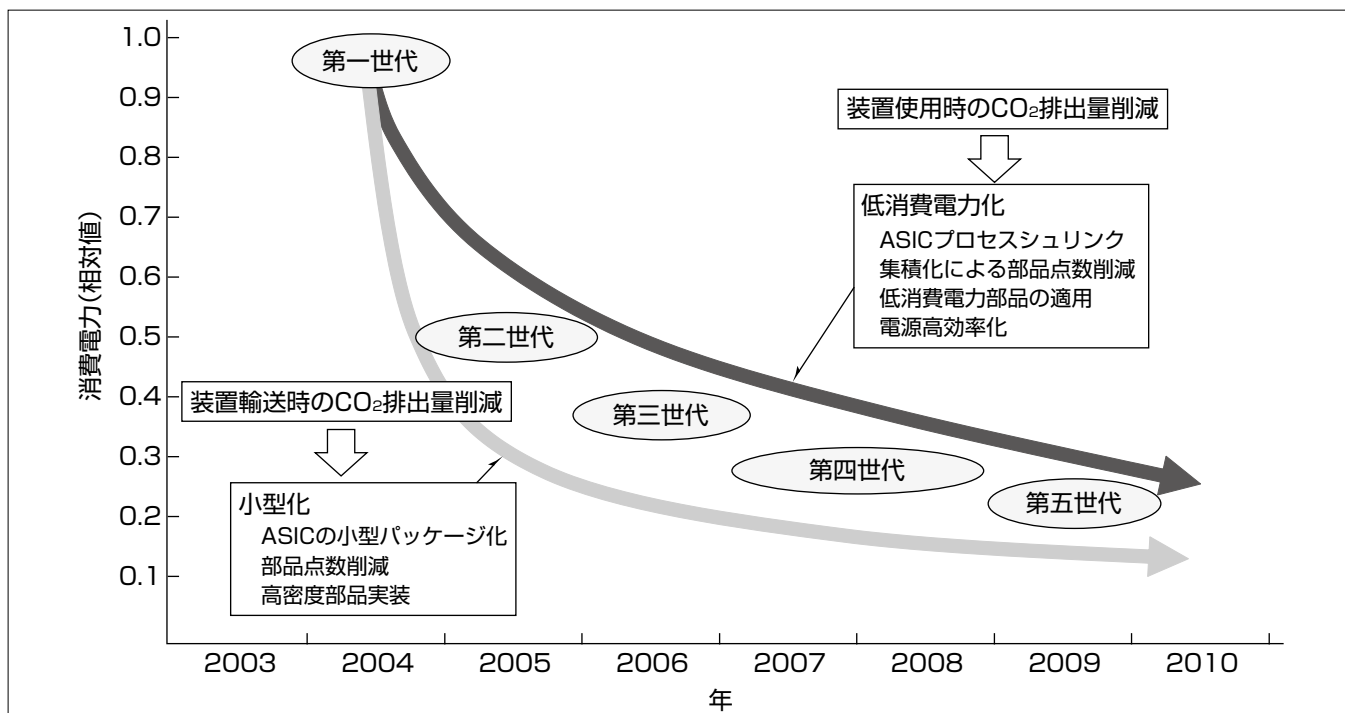 1.0
0.9
0.8
0.7
0.6
0.5
0.4
0.3
0.2
0.1
消費電力(相対値)
第一世代
装置使用時のCO₂排出量削減
低消費電力化
ASICプロセスシュリンク
集積化による部品点数削減
低消費電力部品の適用
電源高効率化
第二世代
装置輸送時のCO₂排出量削減
第三世代
第四世代
小型化
ASICの小型パッケージ化
部品点数削減
高密度部品実装
第五世代
2003 2004 2005 2006 2007 2008 2009 2010
年